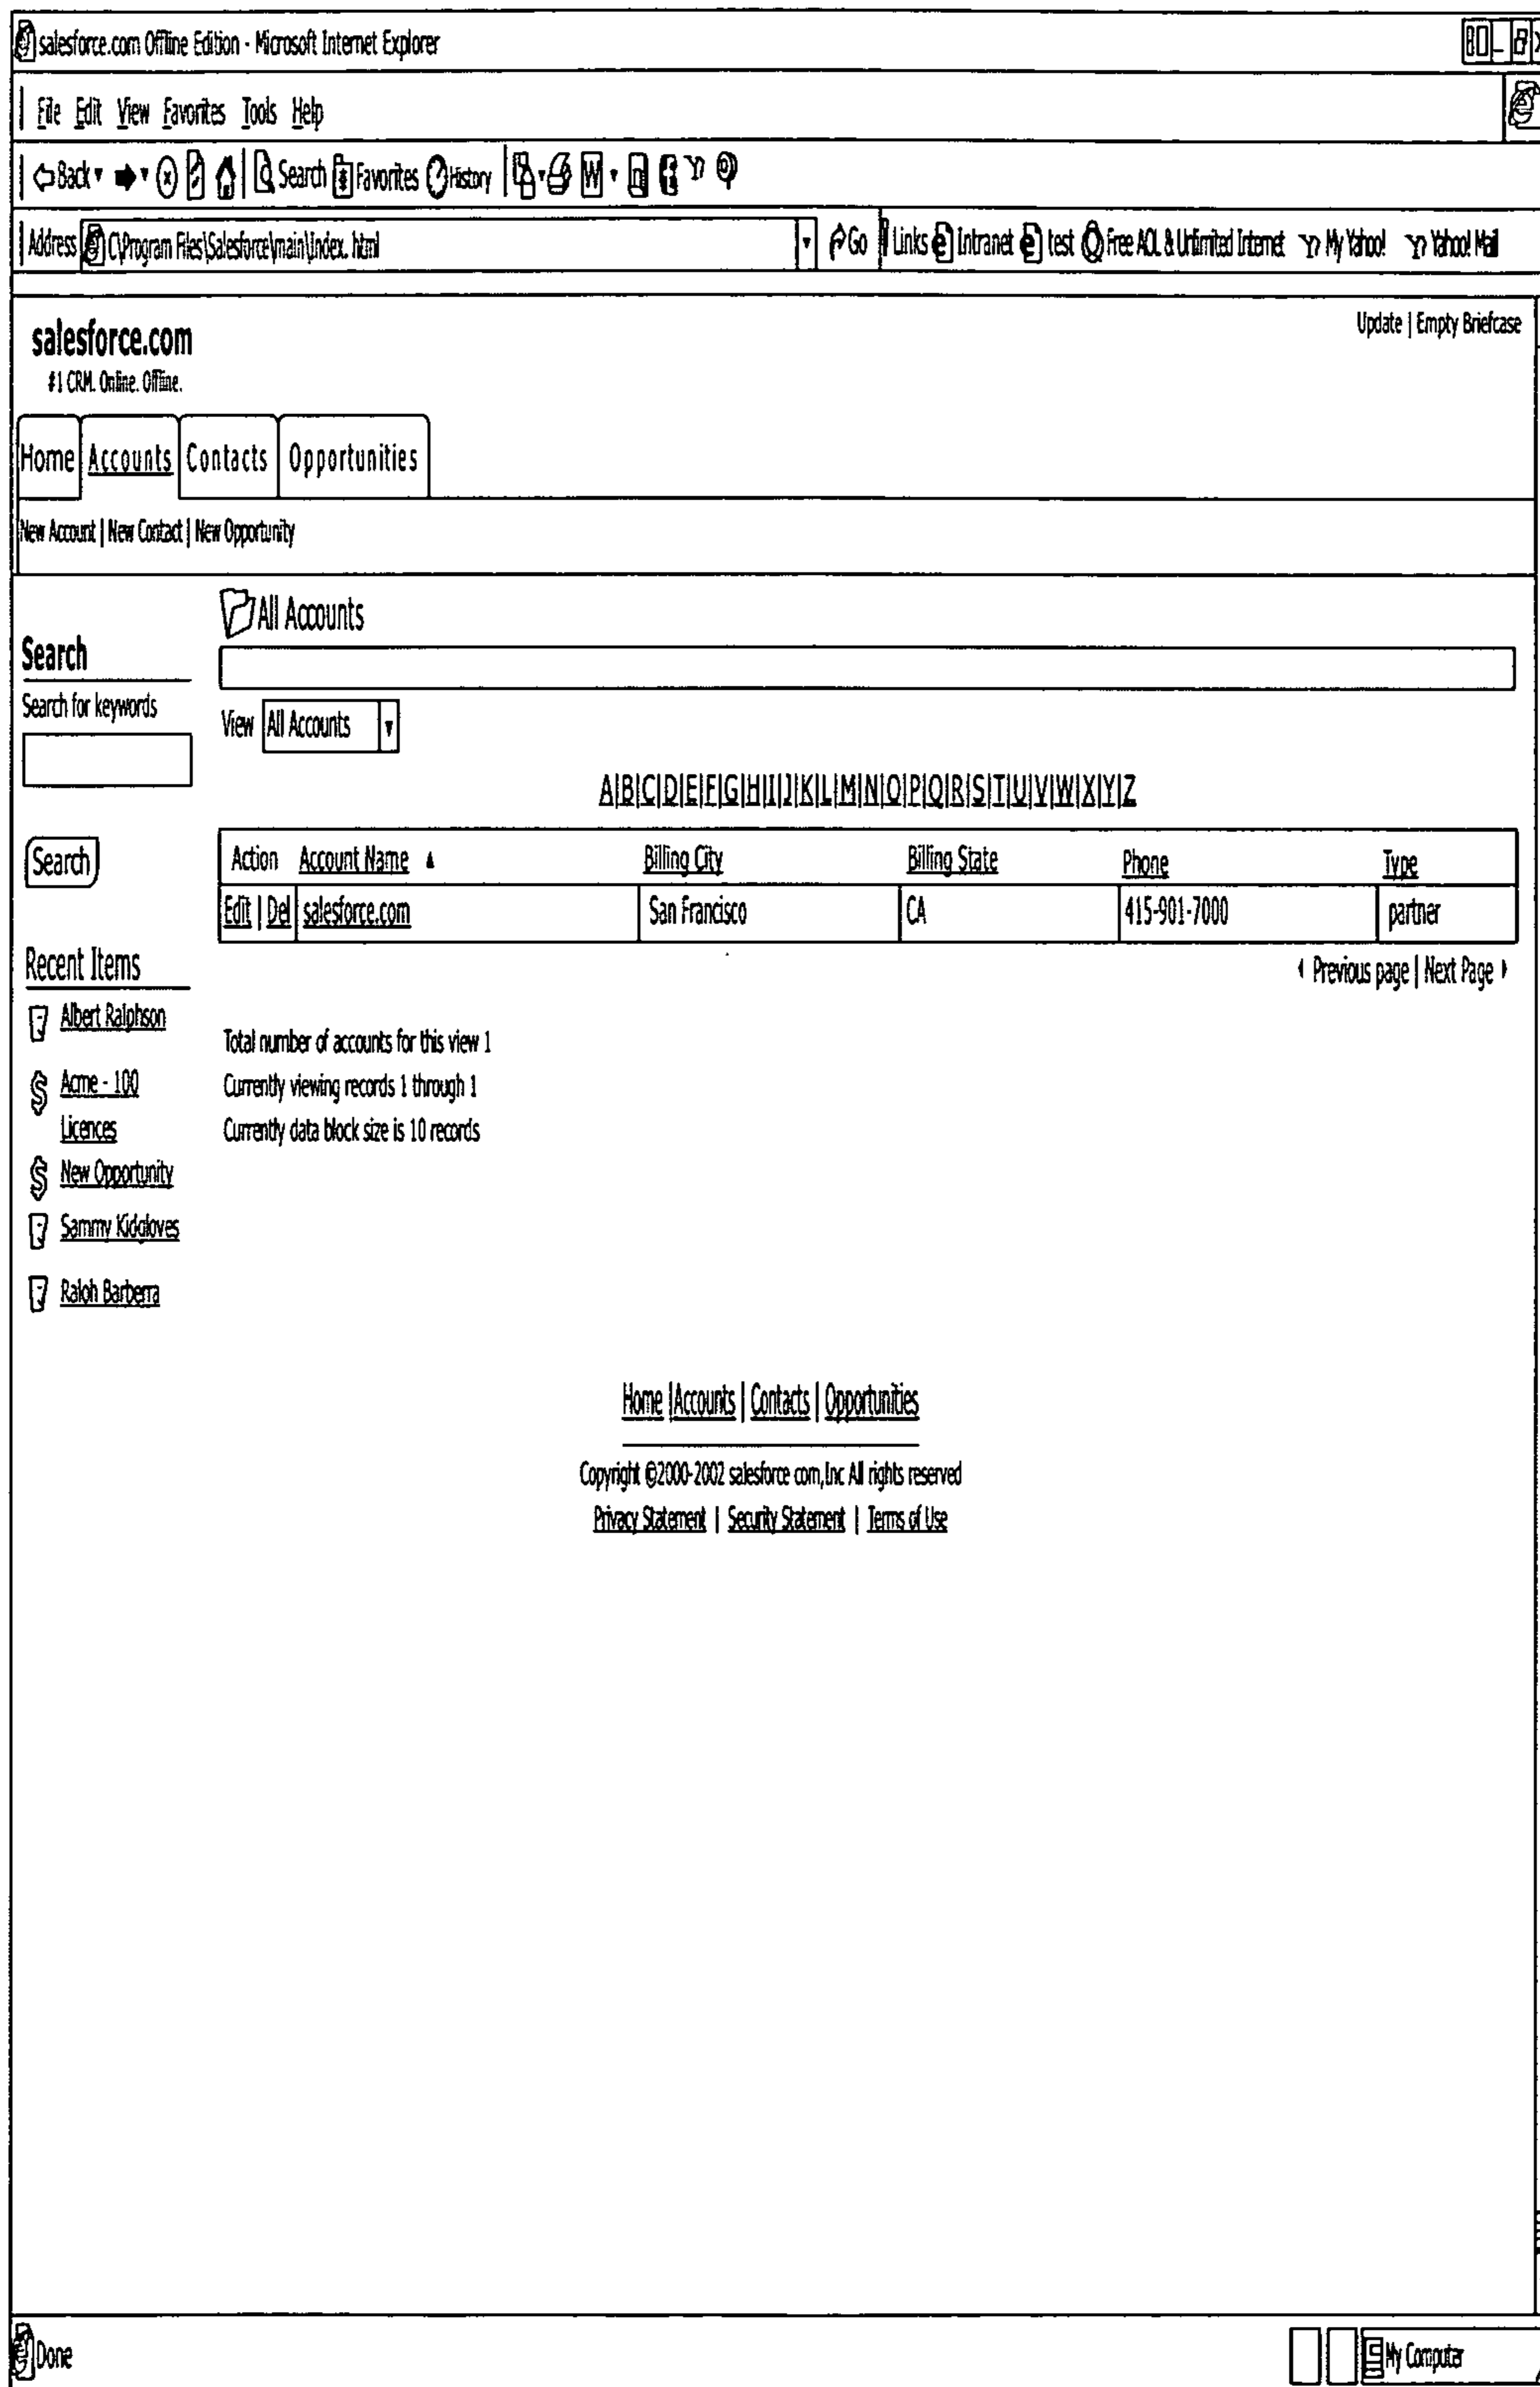 salesforce.com Offline Edition - Microsoft Internet Explorer
File Edit View Favorites Tools Help
Back Search Favorites History W
Address C\Program Files\Salesforce\main\Index. html Go Links Intranet test Free AOL & Unlimited Internet My Yahoo! Yahoo! Mail
Update | Empty Briefcase
salesforce.com
#1 CRM. Online. Offline.
Home Accounts Contacts Opportunities
New Account | New Contact | New Opportunity
All Accounts
Search
Search for keywords
View All Accounts
A|B|C|D|E|F|G|H|I|J|K|L|M|N|O|P|Q|R|S|T|U|V|W|X|Y|Z
Search
Action Account Name Billing City Billing State Phone Type
Edit | Del salesforce.com San Francisco CA 415-901-7000 partner
Previous page | Next Page
Recent Items
Albert Ralphson
Acme - 100
Licences
New Opportunity
Sammy Kidgloves
Raloh Barberra
Total number of accounts for this view 1
Currently viewing records 1 through 1
Currently data block size is 10 records
Home |Accounts | Contacts | Opportunities
Copyright ©2000-2002 salesforce com,Inc All rights reserved
Privacy Statement | Security Statement | Terms of Use
Done My Computer